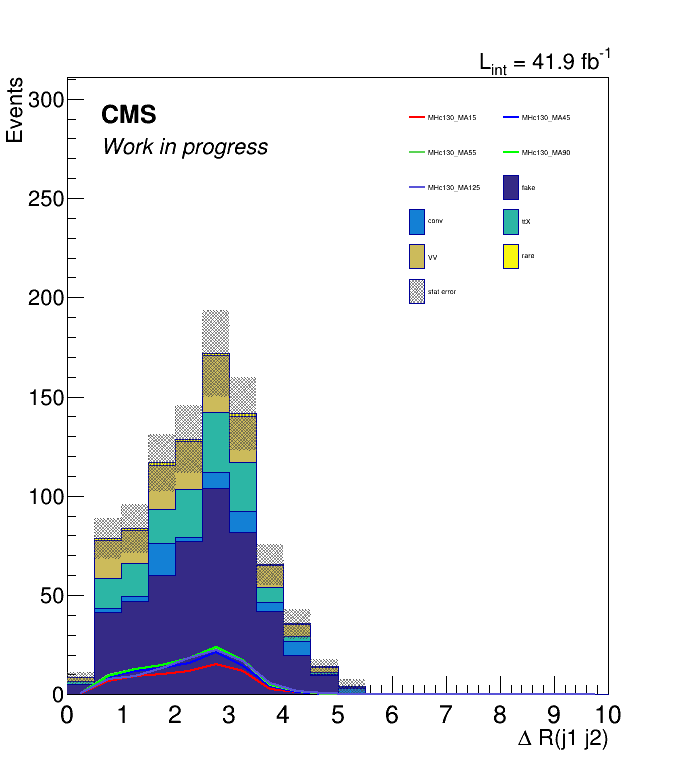 L_int = 41.9 fb^-1
Events
CMS
Work in progress
MHc130_MA15
MHc130_MA45
MHc130_MA55
MHc130_MA90
MHc130_MA125
fake
conv
ttX
VV
rare
stat error
300
250
200
150
100
50
0
0 1 2 3 4 5 6 7 8 9 10
Δ R(j1 j2)